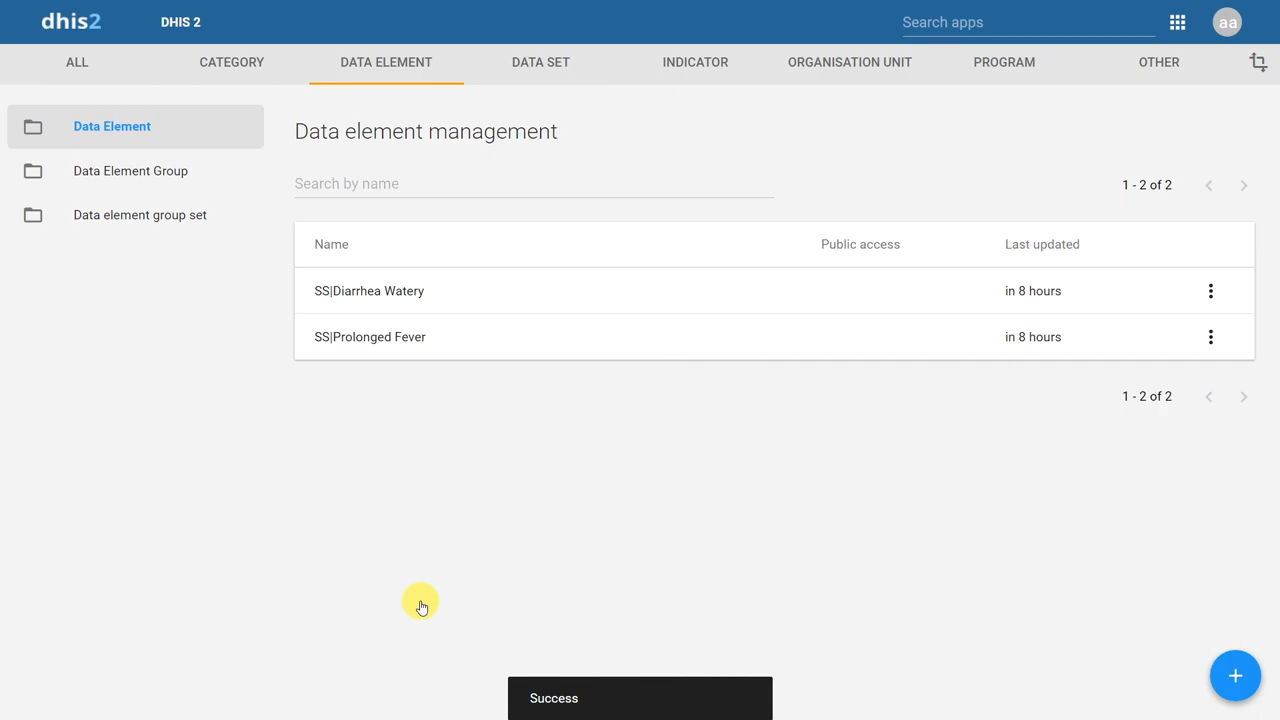 dhis2 DHIS 2 Search apps aa
ALL CATEGORY DATA ELEMENT DATA SET INDICATOR ORGANISATION UNIT PROGRAM OTHER
Data Element
Data Element Group
Data element group set
Data element management
Search by name 1 - 2 of 2
Name Public access Last updated
SS|Diarrhea Watery in 8 hours
SS|Prolonged Fever in 8 hours
1 - 2 of 2
Success